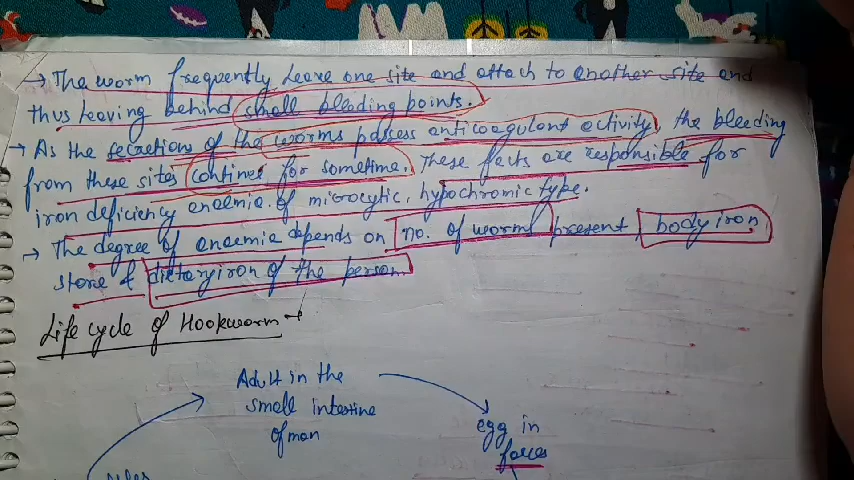 → The worm frequently leave one site and attach to another site and
thus leaving behind small bleeding points.
→ As the secretions of the worms possess anticoagulant activity, the bleeding
from these sites continue for sometime. These facts are responsible for
iron deficiency anaemia of microcytic, hypochromic type.
→ The degree of anaemia depends on no. of worms present, body iron
store & dietary iron of the person.
Life cycle of Hookworm →
Adult in the
small intestine
of man
egg in
faeces